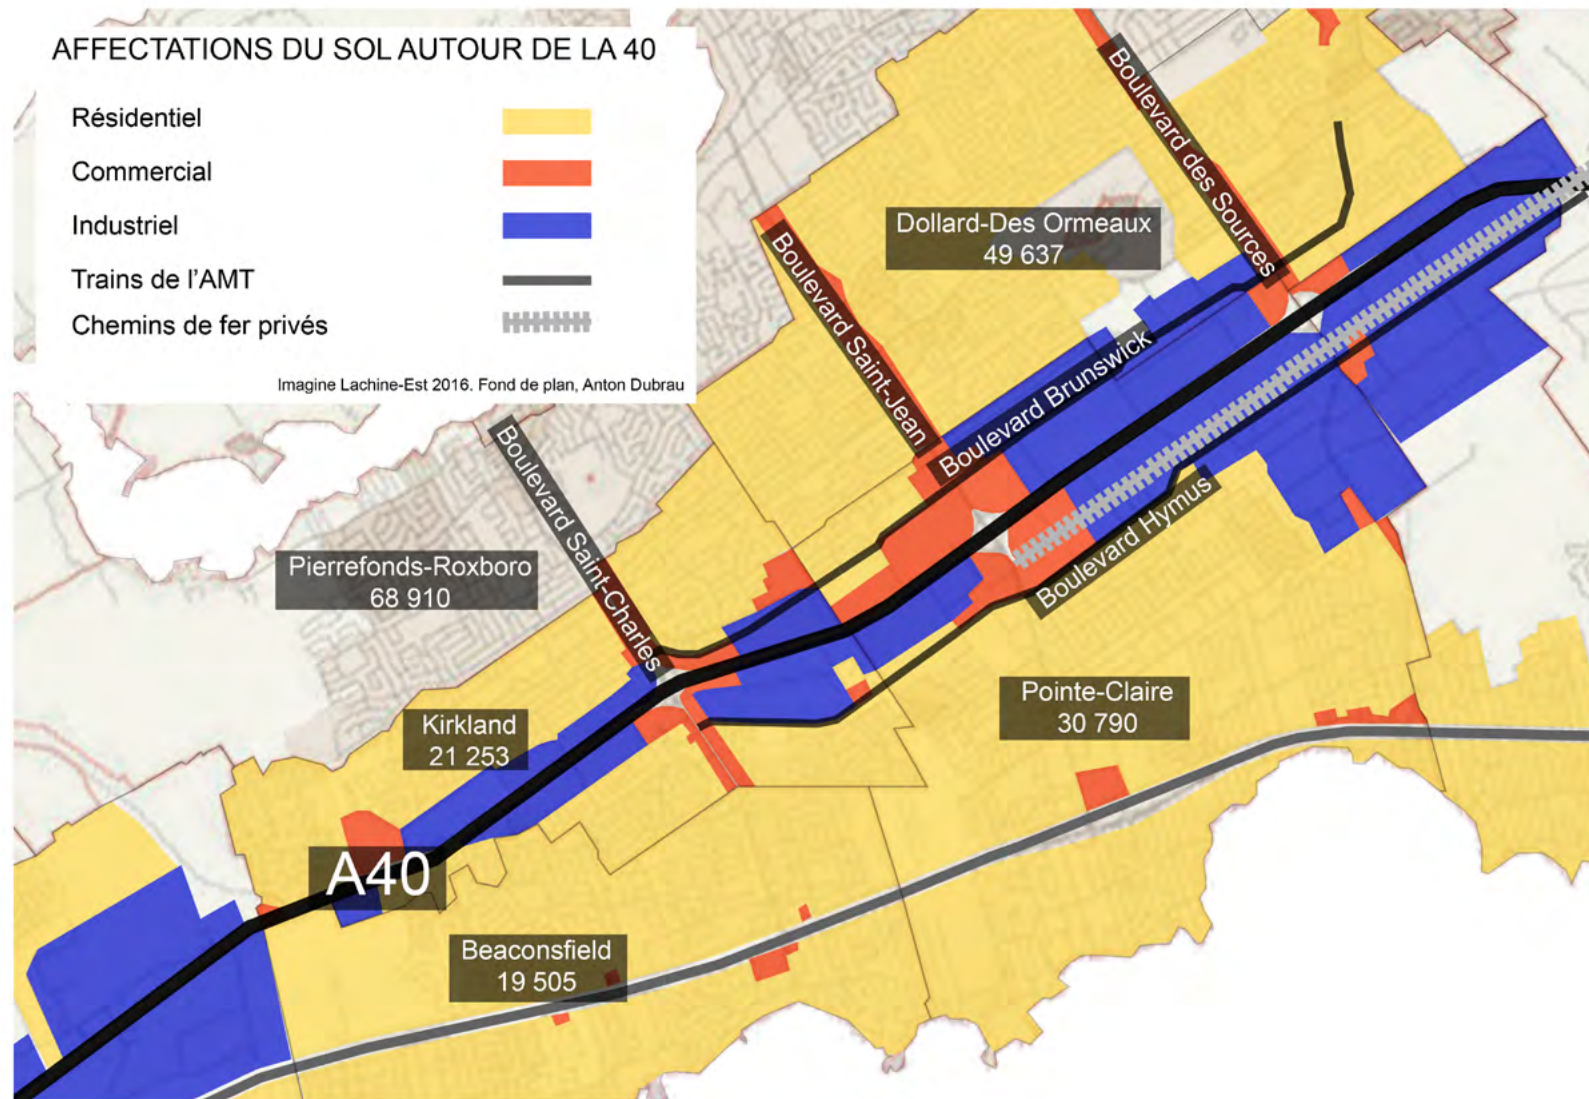 AFFECTATIONS DU SOL AUTOUR DE LA 40
Résidentiel
Commercial
Industriel
Trains de l'AMT
Chemins de fer privés
Imagine Lachine-Est 2016. Fond de plan, Anton Dubrau
Boulevard des Sources
Dollard-Des Ormeaux
49 637
Boulevard Saint-Jean
Boulevard Brunswick
Boulevard Saint-Charles
Boulevard Hymus
Pierrefonds-Roxboro
68 910
Pointe-Claire
30 790
Kirkland
21 253
A40
Beaconsfield
19 505